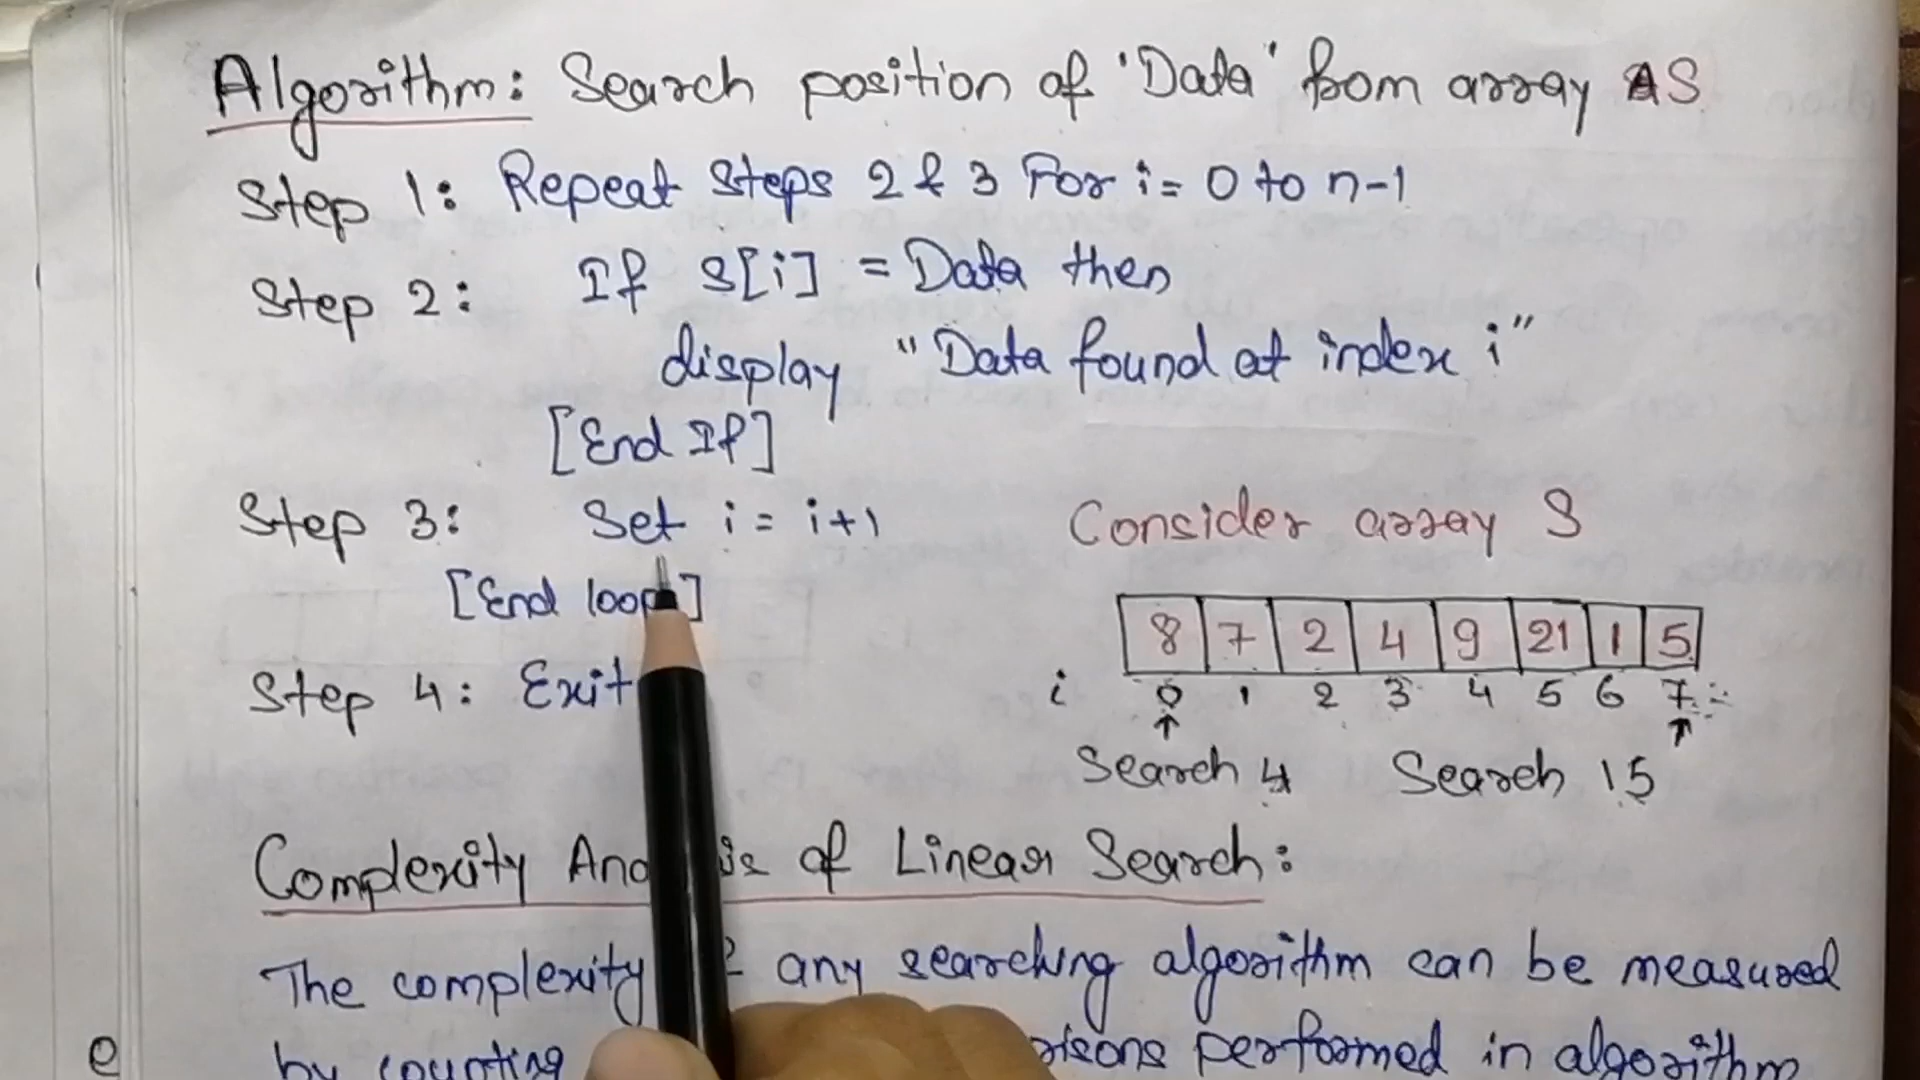 Algorithm: Search position of 'Data' from array S
Step 1: Repeat Steps 2 & 3 For i = 0 to n-1
Step 2: If S[i] = Data then
display "Data found at index i"
[End If]
Step 3: Set i = i+1
[End loop]
Step 4: Exit
Consider array S
8 7 2 4 9 21 1 5
i 0 1 2 3 4 5 6 7
Search 4 Search 15
Complexity of Linear Search:
The complexity any searching algorithm can be measured
by counting performed in algorithm
e